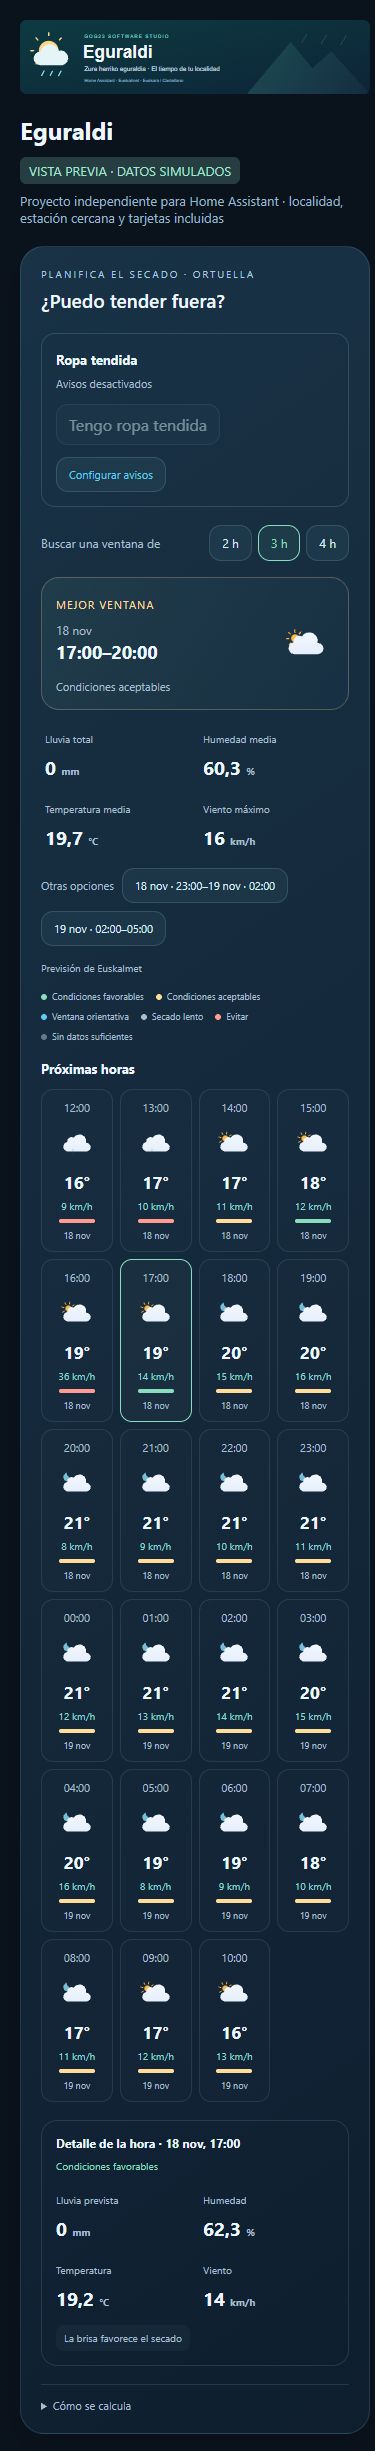 GOG23 SOFTWARE STUDIO
Eguraldi
Zure herriko eguraldia · El tiempo de tu localidad
Home Assistant · Euskalmet · Euskara / Castellano
Eguraldi
VISTA PREVIA · DATOS SIMULADOS
Proyecto independiente para Home Assistant · localidad,
estación cercana y tarjetas incluidas
PLANIFICA EL SECADO · ORTUELLA
¿Puedo tender fuera?
Ropa tendida
Avisos desactivados
Tengo ropa tendida
Configurar avisos
Buscar una ventana de 2 h 3 h 4 h
MEJOR VENTANA
18 nov
17:00–20:00
Condiciones aceptables
Lluvia total Humedad media
0 mm 60,3 %
Temperatura media Viento máximo
19,7 °C 16 km/h
Otras opciones 18 nov · 23:00–19 nov · 02:00
19 nov · 02:00–05:00
Previsión de Euskalmet
Condiciones favorables Condiciones aceptables
Ventana orientativa Secado lento Evitar
Sin datos suficientes
Próximas horas
12:00 13:00 14:00 15:00
16° 17° 17° 18°
9 km/h 10 km/h 11 km/h 12 km/h
18 nov 18 nov 18 nov 18 nov
16:00 17:00 18:00 19:00
19° 19° 20° 20°
36 km/h 14 km/h 15 km/h 16 km/h
18 nov 18 nov 18 nov 18 nov
20:00 21:00 22:00 23:00
21° 21° 21° 21°
8 km/h 9 km/h 10 km/h 11 km/h
18 nov 18 nov 18 nov 18 nov
00:00 01:00 02:00 03:00
21° 21° 21° 20°
12 km/h 13 km/h 14 km/h 15 km/h
19 nov 19 nov 19 nov 19 nov
04:00 05:00 06:00 07:00
20° 19° 19° 18°
16 km/h 8 km/h 9 km/h 10 km/h
19 nov 19 nov 19 nov 19 nov
08:00 09:00 10:00
17° 17° 16°
11 km/h 12 km/h 13 km/h
19 nov 19 nov 19 nov
Detalle de la hora · 18 nov, 17:00
Condiciones favorables
Lluvia prevista Humedad
0 mm 62,3 %
Temperatura Viento
19,2 °C 14 km/h
La brisa favorece el secado
Cómo se calcula